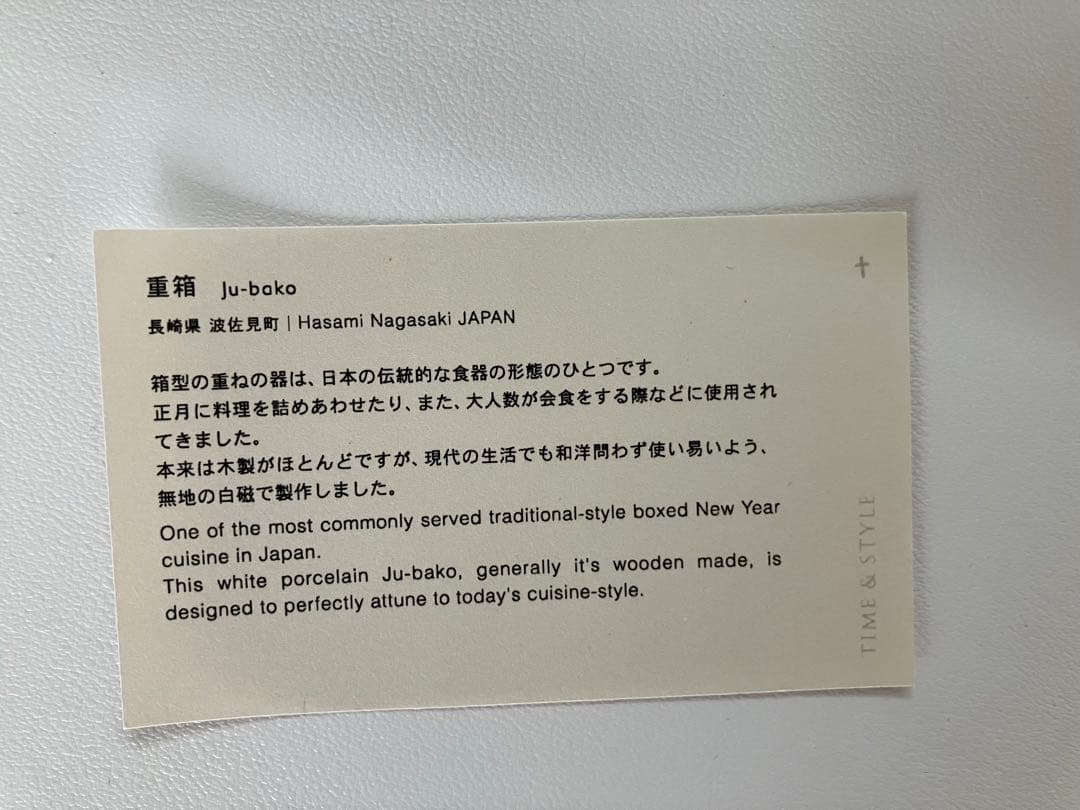 重箱 Ju-bako
長崎県 波佐見町 | Hasami Nagasaki JAPAN
箱型の重ねの器は、日本の伝統的な食器の形態のひとつです。
正月に料理を詰めあわせたり、また、大人数が会食をする際などに使用され
てきました。
本来は木製がほとんどですが、現代の生活でも和洋問わず使い易いよう、
無地の白磁で製作しました。
One of the most commonly served traditional-style boxed New Year
cuisine in Japan.
This white porcelain Ju-bako, generally it's wooden made, is
designed to perfectly attune to today's cuisine-style.
TIME & STYLE